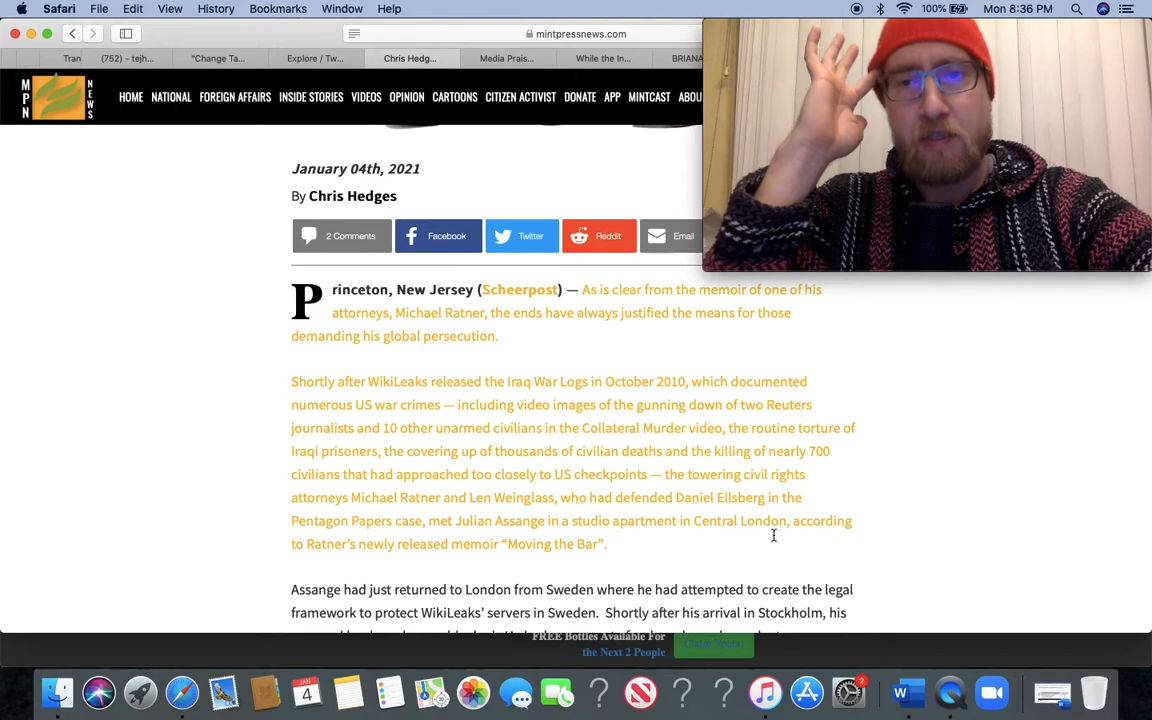 Safari File Edit View History Bookmarks Window Help 100% Mon 8:36 PM
mintpressnews.com
Tran (752) – tejh... "Change Ta... Explore / Tw... Chris Hedg... Media Prais... While the In... BRIANA
MPN NEWS HOME NATIONAL FOREIGN AFFAIRS INSIDE STORIES VIDEOS OPINION CARTOONS CITIZEN ACTIVIST DONATE APP MINTCAST ABOU
January 04th, 2021
By Chris Hedges
2 Comments Facebook Twitter Reddit Email
Princeton, New Jersey (Scheerpost) — As is clear from the memoir of one of his
attorneys, Michael Ratner, the ends have always justified the means for those
demanding his global persecution.
Shortly after WikiLeaks released the Iraq War Logs in October 2010, which documented
numerous US war crimes — including video images of the gunning down of two Reuters
journalists and 10 other unarmed civilians in the Collateral Murder video, the routine torture of
Iraqi prisoners, the covering up of thousands of civilian deaths and the killing of nearly 700
civilians that had approached too closely to US checkpoints — the towering civil rights
attorneys Michael Ratner and Len Weinglass, who had defended Daniel Ellsberg in the
Pentagon Papers case, met Julian Assange in a studio apartment in Central London, according
to Ratner's newly released memoir "Moving the Bar".
Assange had just returned to London from Sweden where he had attempted to create the legal
framework to protect WikiLeaks' servers in Sweden. Shortly after his arrival in Stockholm, his
FREE Bottles Available For
the Next 2 People
JAN
4
2